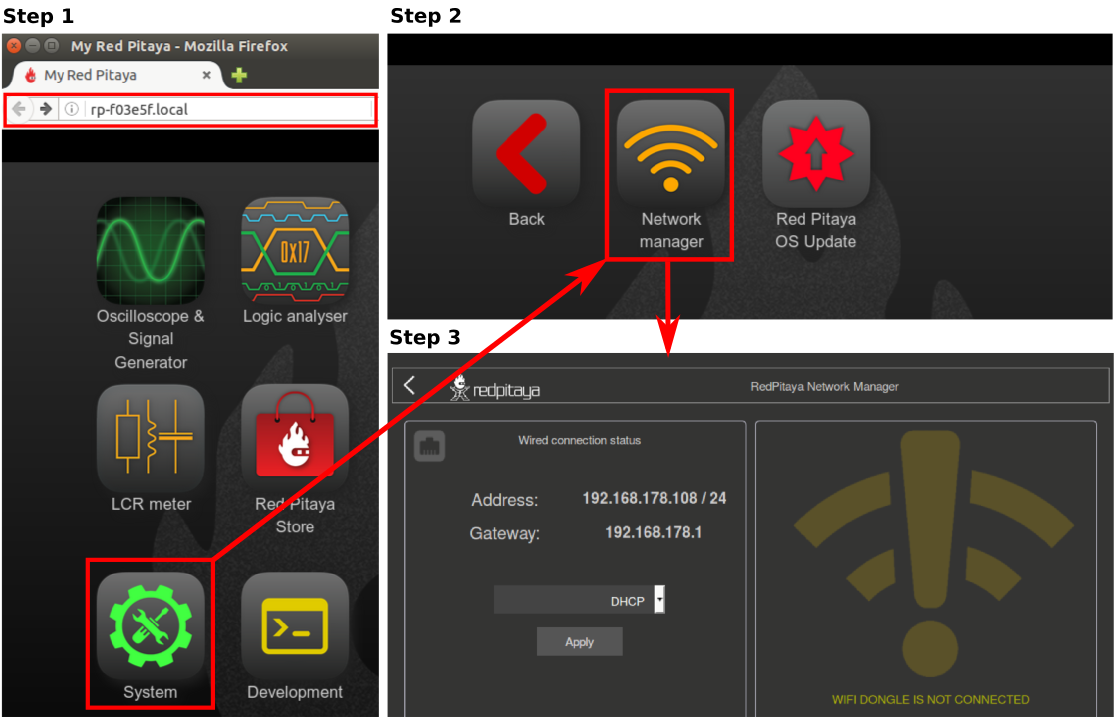 Step 1
My Red Pitaya - Mozilla Firefox
My Red Pitaya
rp-f03e5f.local
Oscilloscope &
Signal
Generator
0X17
Logic analyser
LCR meter
Red Pitaya
Store
System
Development
Step 2
Back
Network
manager
Red Pitaya
OS Update
Step 3
redpitaya
RedPitaya Network Manager
Wired connection status
Address: 192.168.178.108 / 24
Gateway: 192.168.178.1
DHCP
Apply
WIFI DONGLE IS NOT CONNECTED